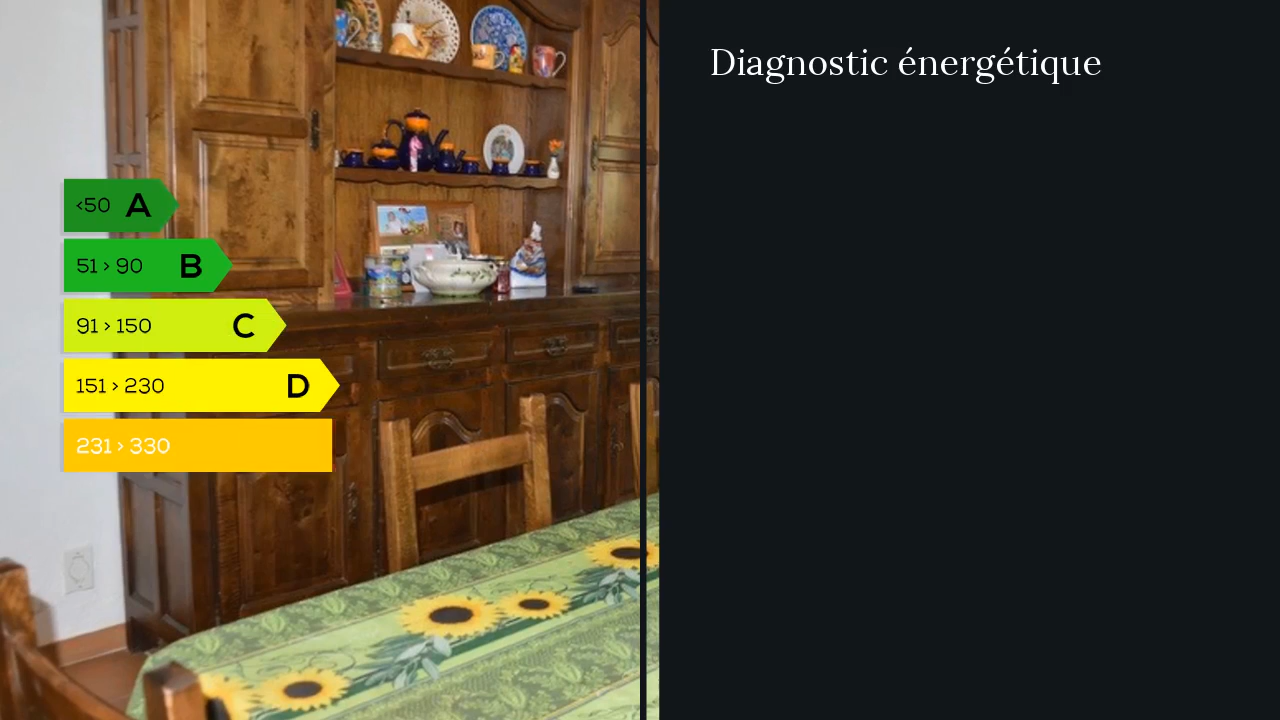 Diagnostic énergétique
<50 A
51 > 90 B
91 > 150 C
151 > 230 D
231 > 330